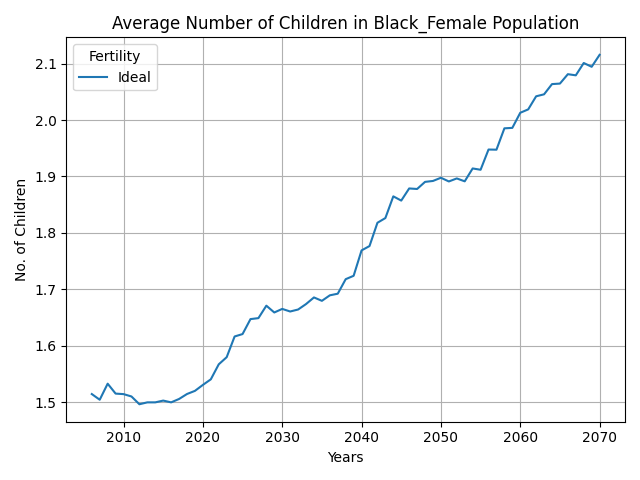 Average Number of Children in Black_Female Population
Fertility
Ideal
No. of Children
2.1
2.0
1.9
1.8
1.7
1.6
1.5
2010 2020 2030 2040 2050 2060 2070
Years